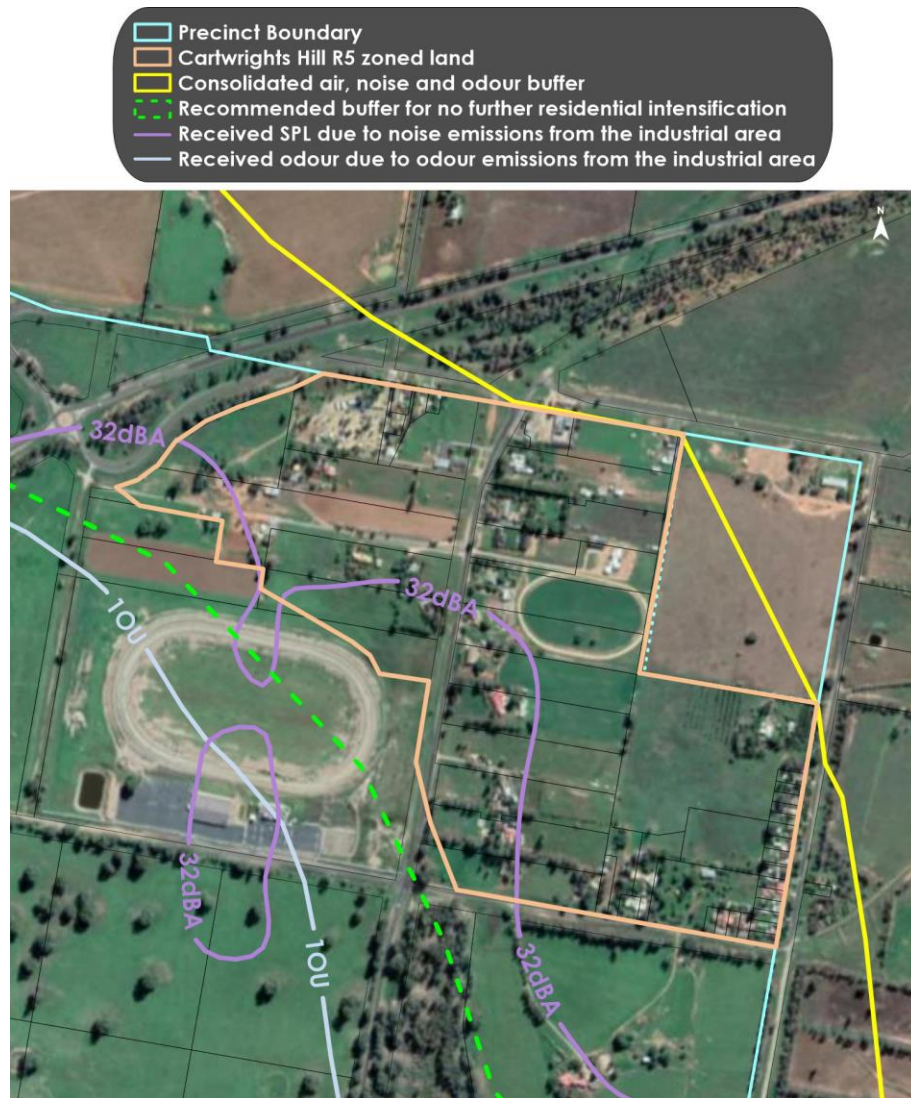 Precinct Boundary
Cartwrights Hill R5 zoned land
Consolidated air, noise and odour buffer
Recommended buffer for no further residential intensification
Received SPL due to noise emissions from the industrial area
Received odour due to odour emissions from the industrial area
N
32dBA
32dBA
1OU
32dBA
1OU
32dBA